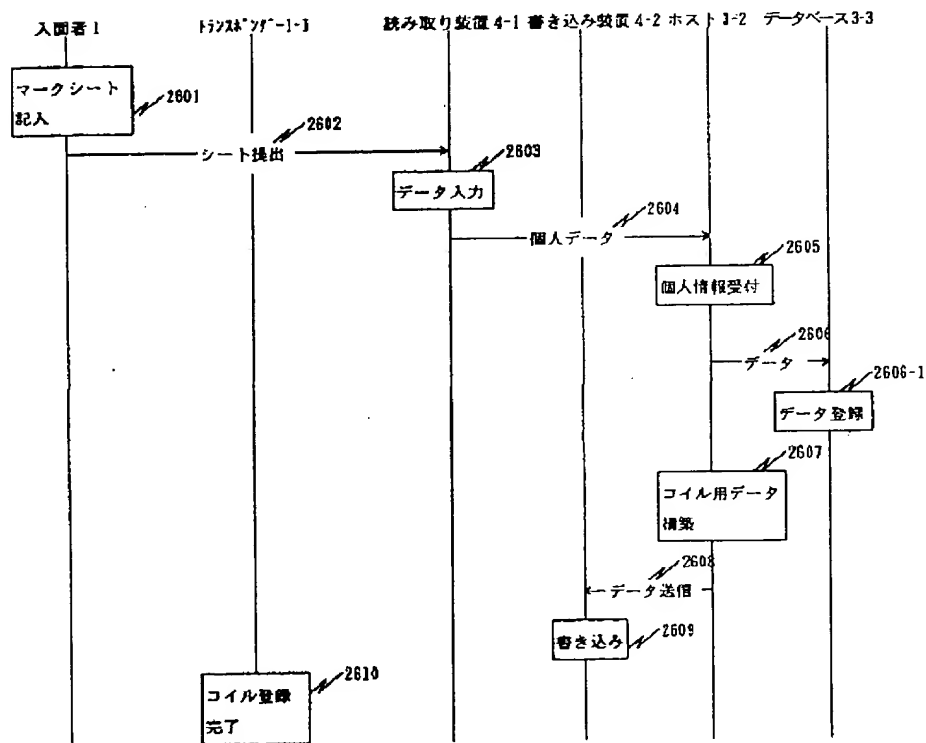 入園者1
トランスポンダー1-3
読み取り装置4-1
書き込み装置4-2
ホスト3-2
データベース3-3
マークシート
記入
2601
2602
シート提出
2603
データ入力
2604
個人データ
2605
個人情報受付
2606
データ
2606-1
データ登録
2607
コイル用データ
構築
2608
データ送信
2609
書き込み
2610
コイル登録
完了